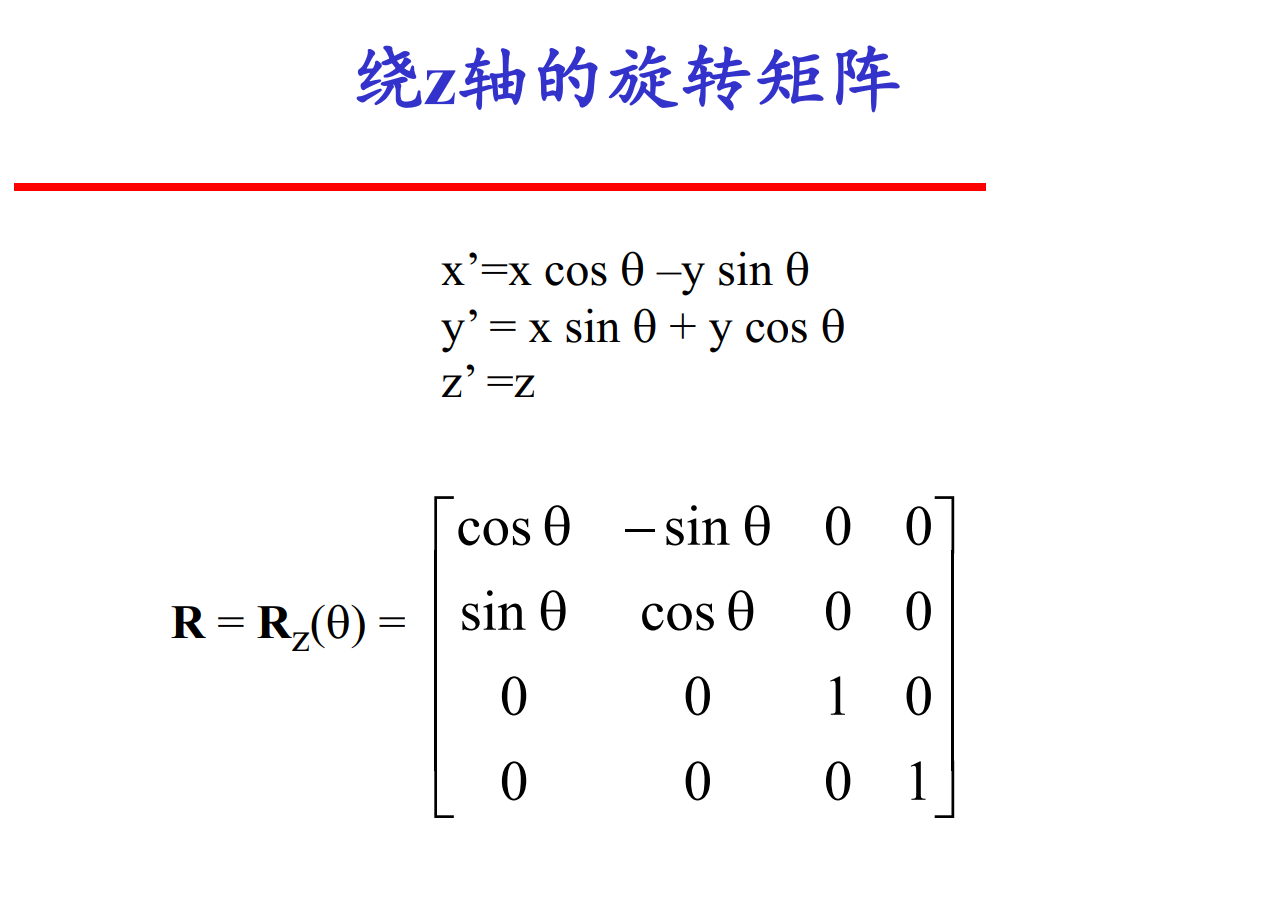 绕z轴的旋转矩阵
x’=x cos θ –y sin θ
y’ = x sin θ + y cos θ
z’ =z
cos θ – sin θ 0 0
sin θ cos θ 0 0
R = Rz(θ) =
0 0 1 0
0 0 0 1